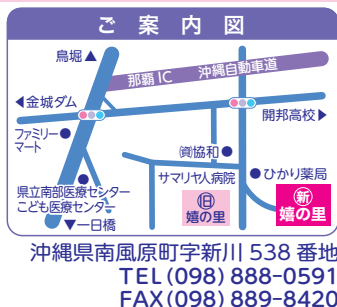 ご案内図
鳥堀▲
那覇IC 沖縄自動車道
◀金城ダム
開邦高校▶
ファミリー
マート
㈾協和
サマリヤ人病院
ひかり薬局
県立南部医療センター
こども医療センター
旧
嬉の里
新
嬉の里
▼一日橋
沖縄県南風原町字新川 538 番地
TEL(098) 888-0591
FAX(098) 889-8420